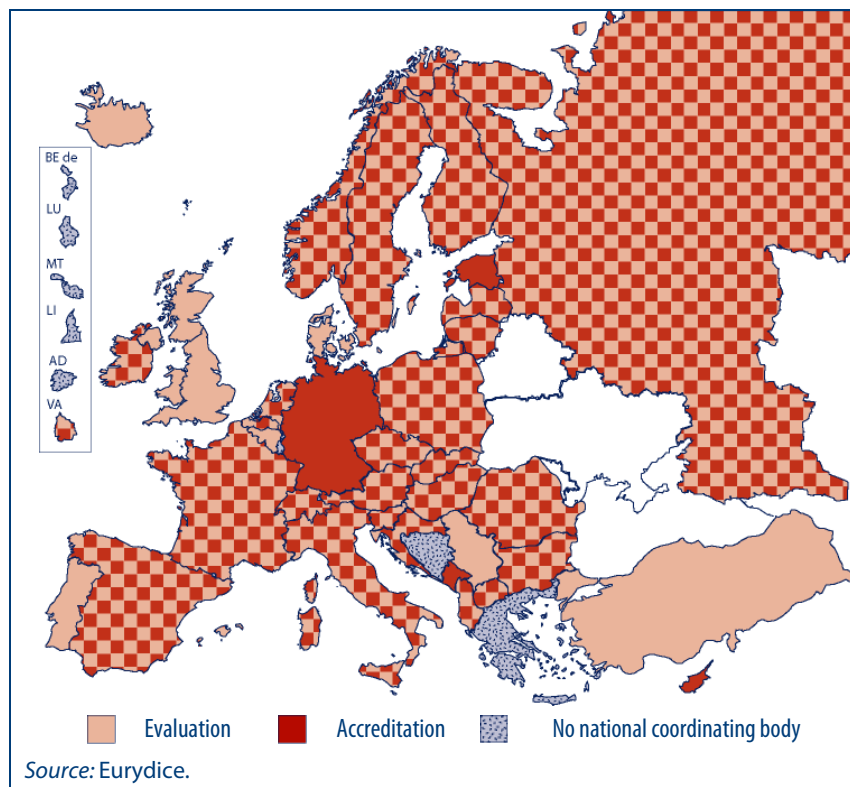 BE de
LU
MT
LI
AD
VA
Evaluation Accreditation No national coordinating body
Source: Eurydice.